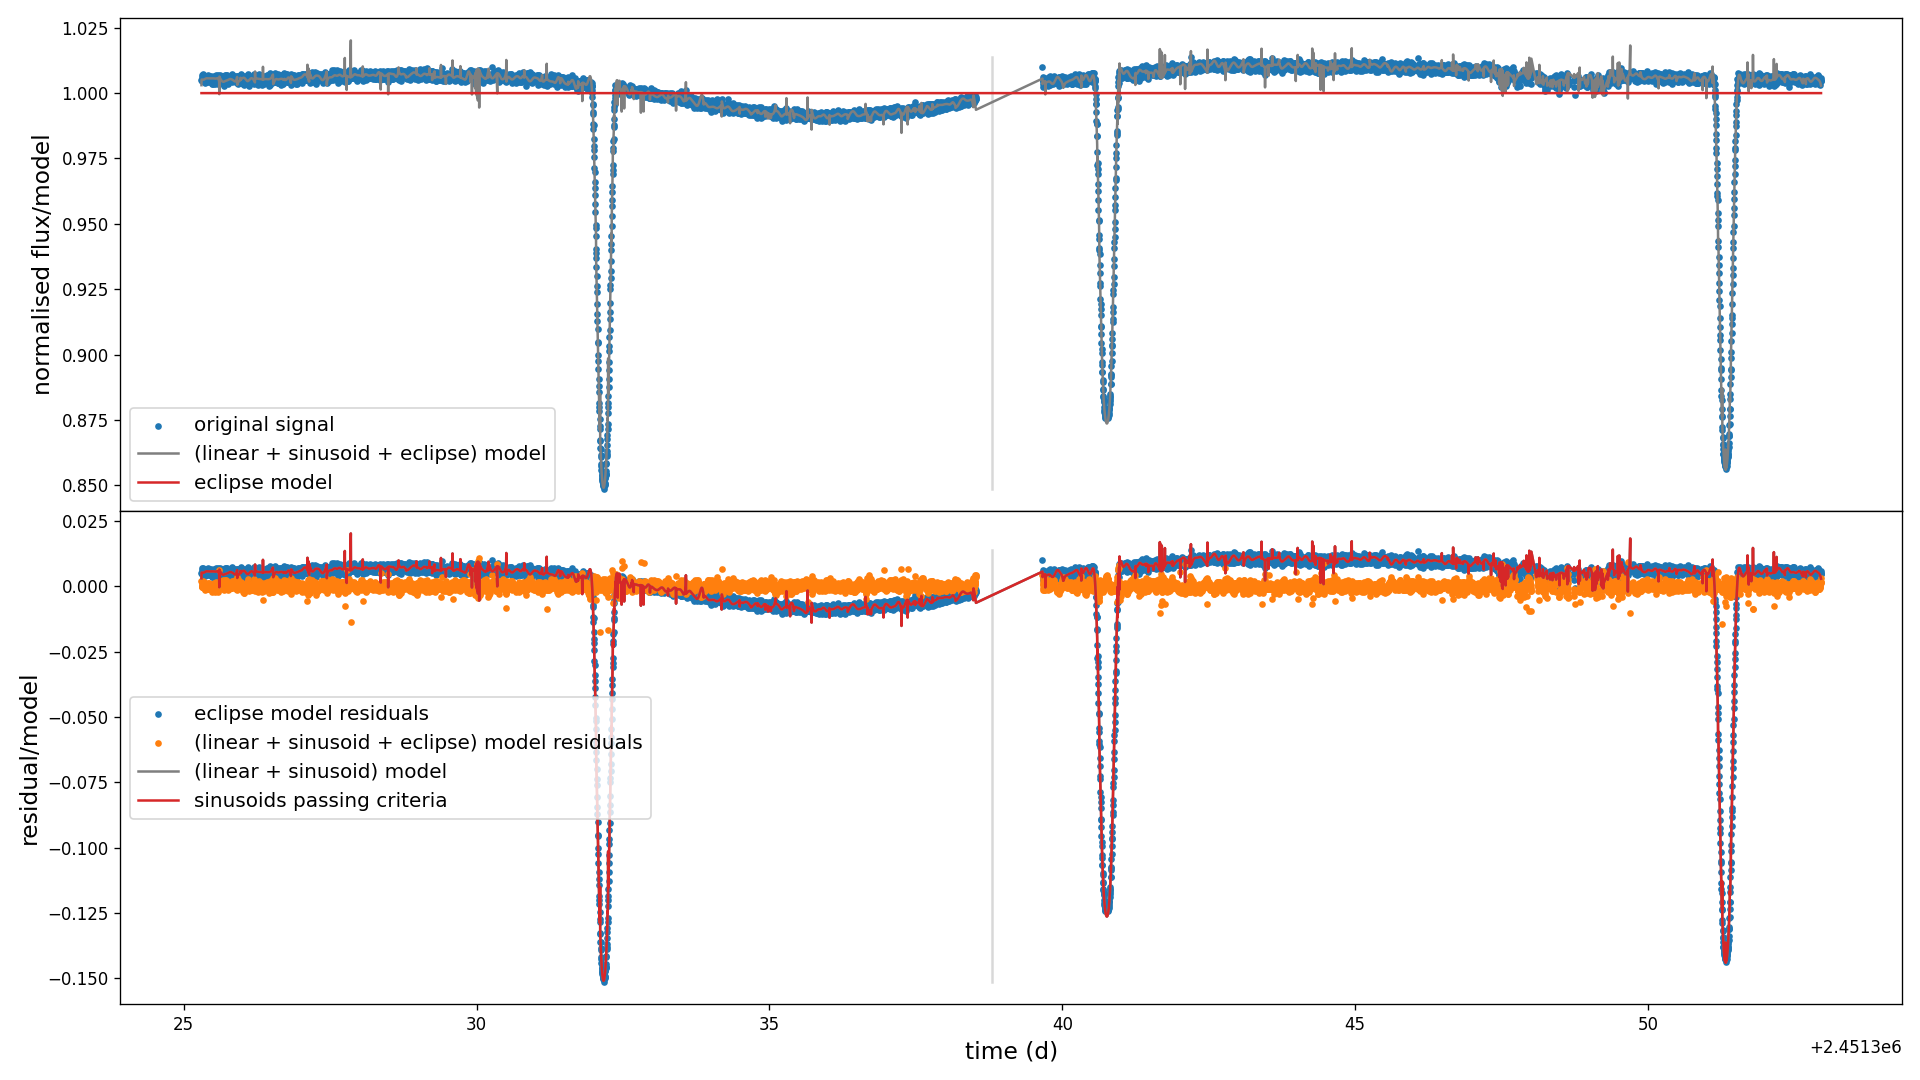 1.025
1.000
0.975
0.950
0.925
0.900
0.875
0.850
normalised flux/model
original signal
(linear + sinusoid + eclipse) model
eclipse model
0.025
0.000
−0.025
−0.050
−0.075
−0.100
−0.125
−0.150
residual/model
eclipse model residuals
(linear + sinusoid + eclipse) model residuals
(linear + sinusoid) model
sinusoids passing criteria
25 30 35 40 45 50
time (d)
+2.4513e6